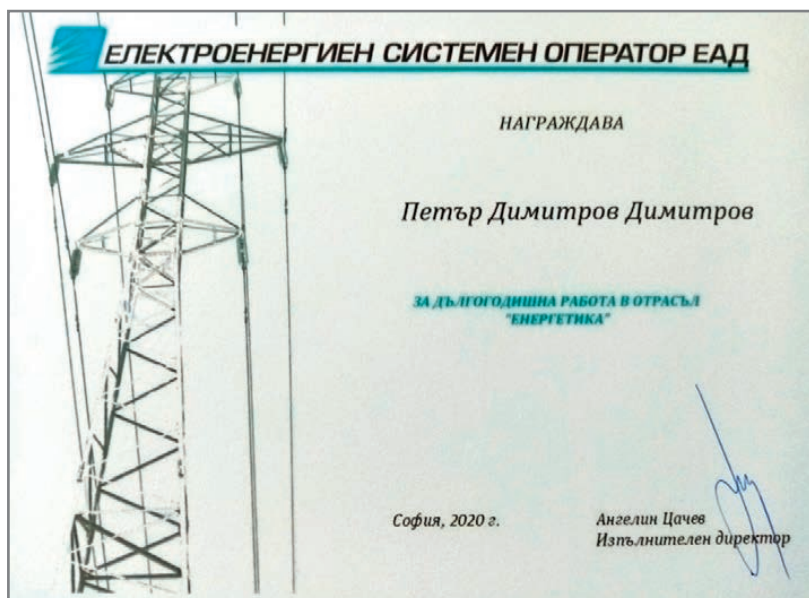 ЕЛЕКТРОЕНЕРГИЕН СИСТЕМЕН ОПЕРАТОР ЕАД
НАГРАЖДАВА
Петър Димитров Димитров
ЗА ДЪЛГОГОДИШНА РАБОТА В ОТРАСЪЛ
"ЕНЕРГЕТИКА"
София, 2020 г.
Ангелин Цачев
Изпълнителен директор